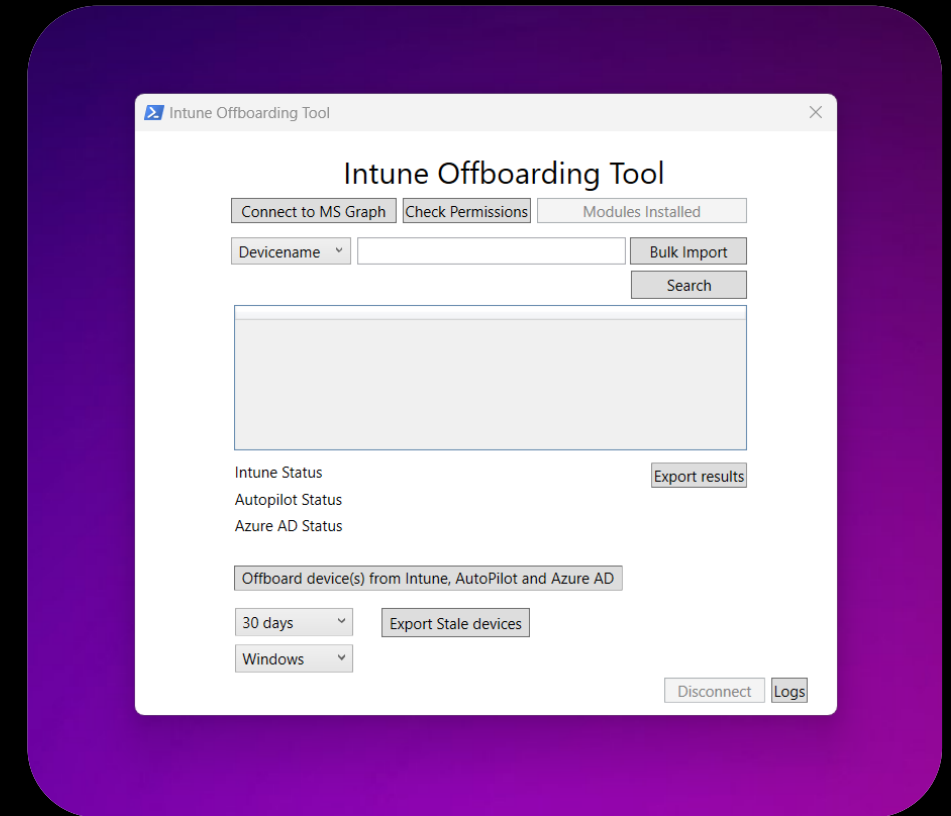 Intune Offboarding Tool
Intune Offboarding Tool
Connect to MS Graph Check Permissions Modules Installed
Devicename Bulk Import
Search
Intune Status Export results
Autopilot Status
Azure AD Status
Offboard device(s) from Intune, AutoPilot and Azure AD
30 days Export Stale devices
Windows
Disconnect Logs